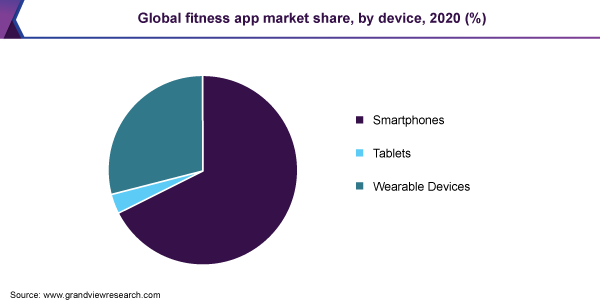 Global fitness app market share, by device, 2020 (%)
Smartphones
Tablets
Wearable Devices
Source: www.grandviewresearch.com